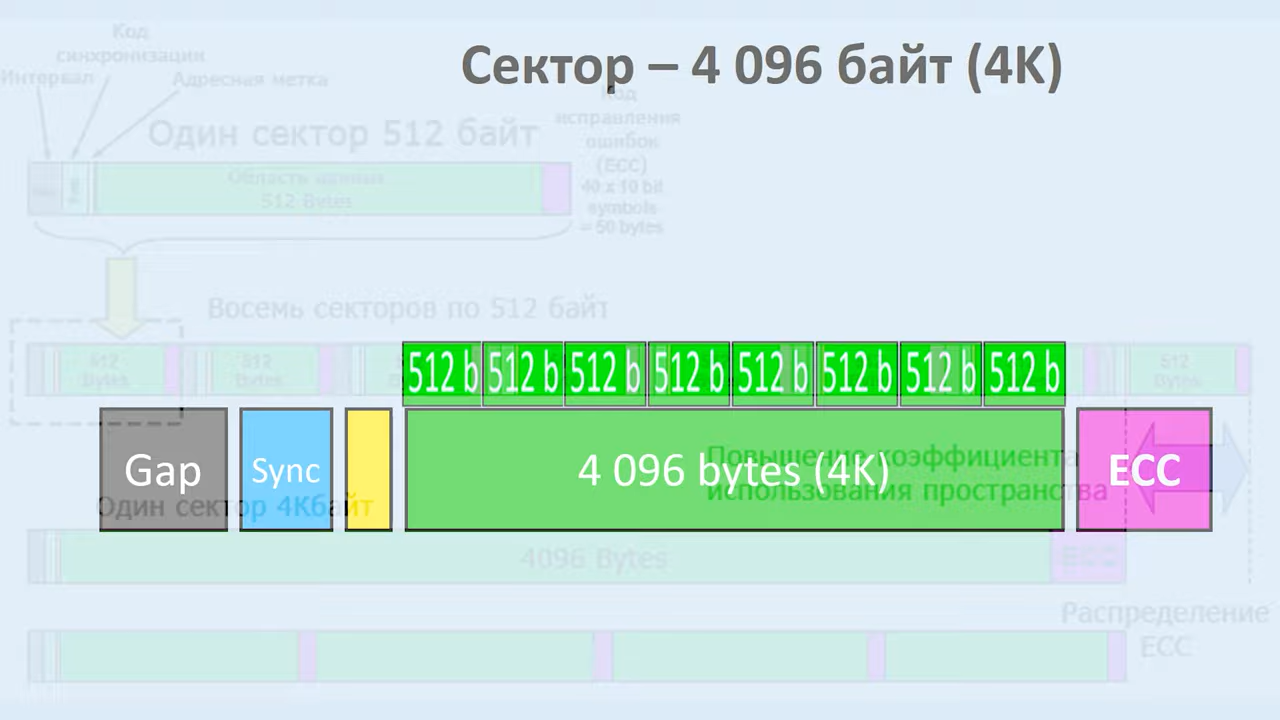 Сектор – 4 096 байт (4K)
Код
синхронизации
Интервал
Адресная метка
Один сектор 512 байт
Код
исправления
ошибок
(ECC)
40 x 10 bit
symbols
= 50 bytes
Область данных
512 Bytes
Восемь секторов по 512 байт
512 b 512 b 512 b 512 b 512 b 512 b 512 b 512 b
512
Bytes
512
Bytes
512
Bytes
Gap Sync 4 096 bytes (4K) ECC
Повышение коэффициента
использования пространства
Один сектор 4Кбайт
4096 Bytes
ECC
Распределение
ECC